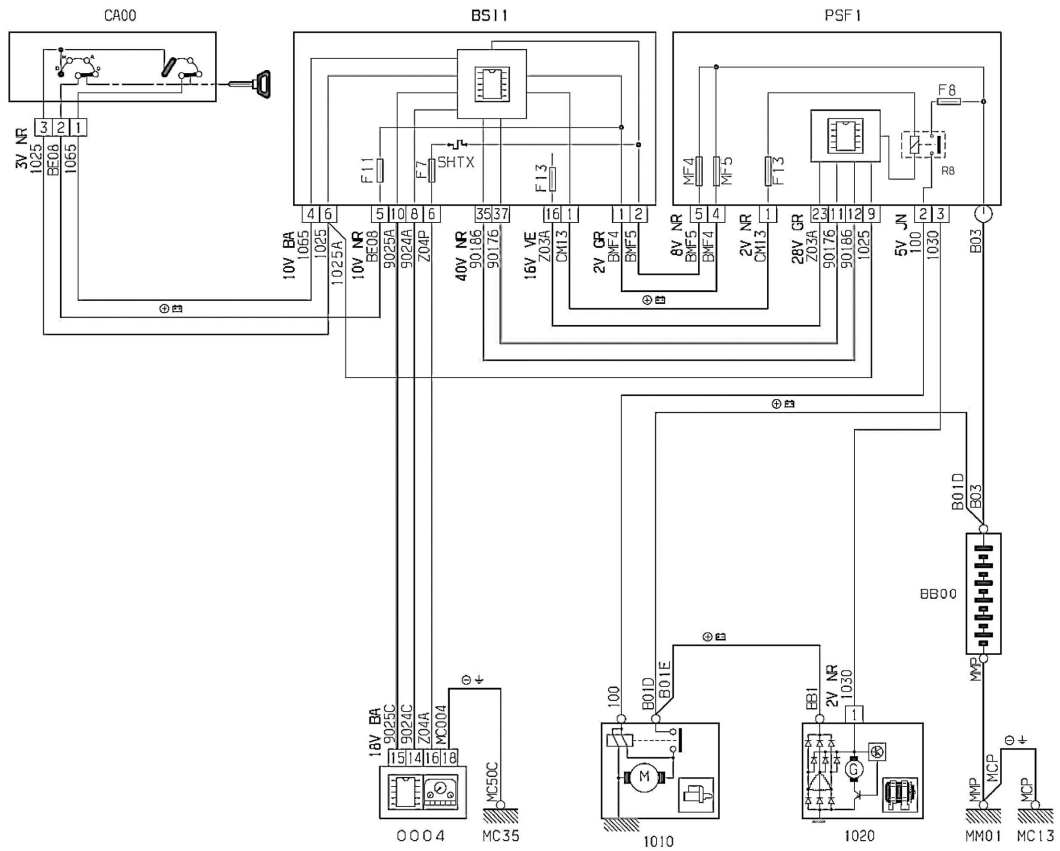 CA00
BSI1
PSF1
M
A
D
S
F8
R8
F11
F7
SHTX
F13
MF4
MF5
F13
3 2 1
4 6 5 10 8 6 35 37 16 1 1 2
5 4 1 23 11 12 9 2 3
3V NR
1025
BE08
1065
10V BA
1065
1025
1025A
10V NR
BE08
9025A
9024A
Z04P
40V NR
90186
90176
16V VE
Z03A
CM13
2V GR
BMF4
BMF5
8V NR
BMF5
BMF4
2V NR
CM13
28V GR
Z03A
90176
90186
1025
5V JN
100
1030
B03
B01D
B03
BB00
MMP
18V BA
9025C
9024C
Z04A
MC004
15 14 16 18
MC50C
100
B01D
B01E
BB1
2V NR
1030
1
M
G
MMP
MCP
MCP
0004
MC35
1010
1020
MM01
MC13